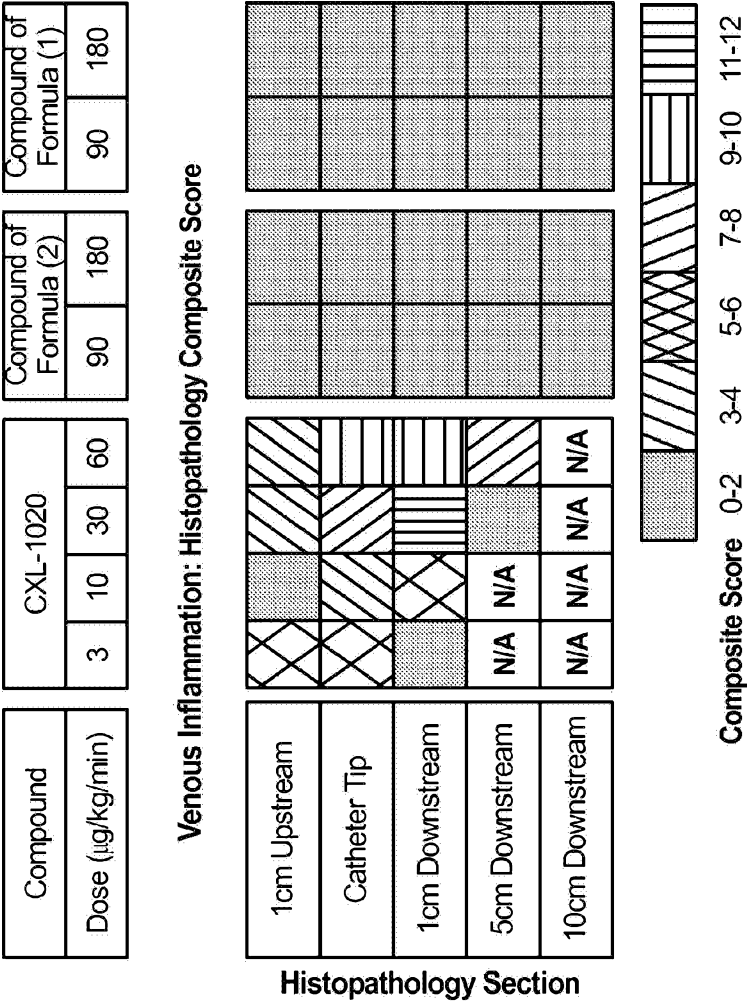 Compound
CXL-1020
Compound of
Formula (2)
Compound of
Formula (1)
Dose (µg/kg/min)
3
10
30
60
90
180
90
180
Venous Inflammation: Histopathology Composite Score
Histopathology Section
1cm Upstream
Catheter Tip
1cm Downstream
5cm Downstream
N/A
N/A
10cm Downstream
N/A
N/A
N/A
N/A
Composite Score
0-2
3-4
5-6
7-8
9-10
11-12